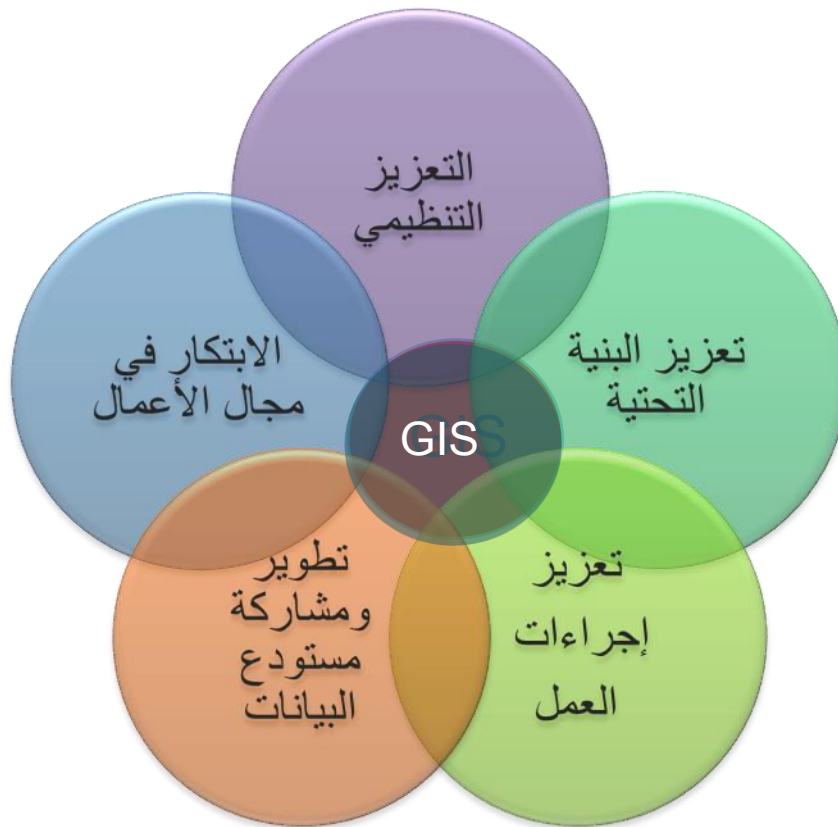 التعزيز
التنظيمي
تعزيز البنية
التحتية
الابتكار في
مجال الأعمال
GIS
تعزيز
إجراءات
العمل
تطوير
ومشاركة
مستودع
البيانات